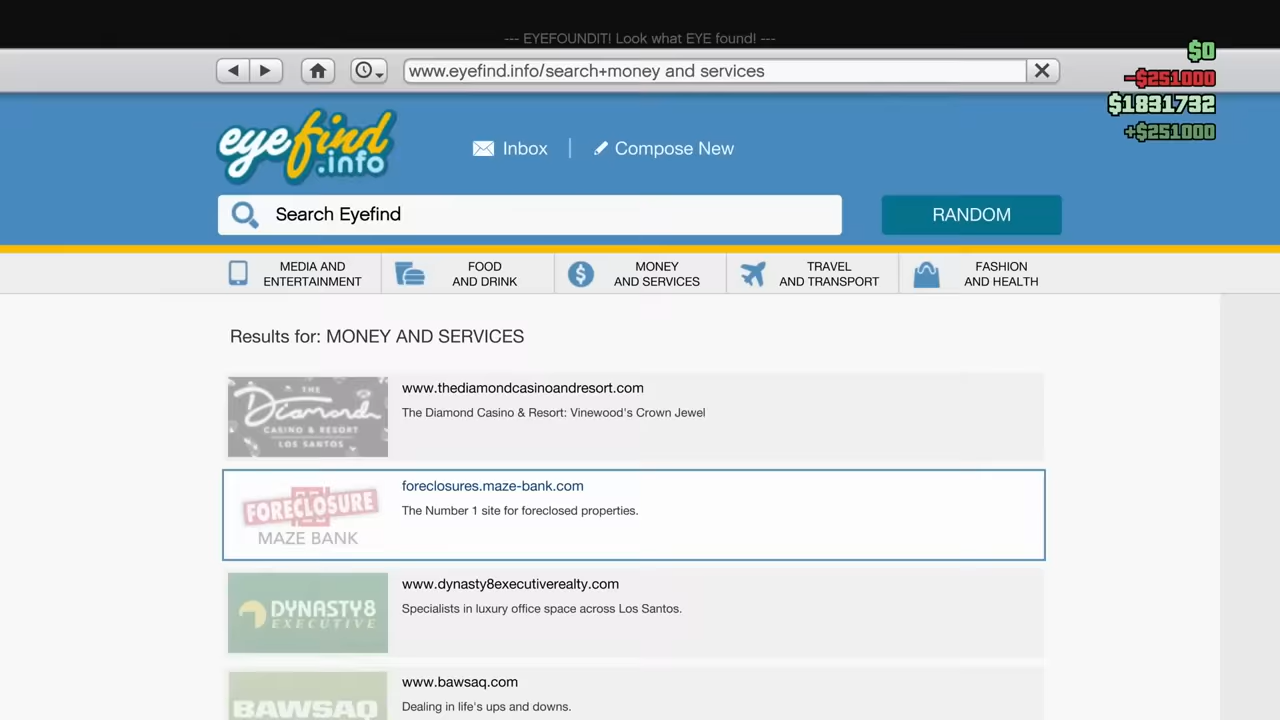 --- EYEFOUNDIT! Look what EYE found! ---
$0
www.eyefind.info/search+money and services
-$251000
$1831732
+$251000
eyefind
.info
Inbox
Compose New
Search Eyefind
RANDOM
MEDIA AND
ENTERTAINMENT
FOOD
AND DRINK
MONEY
AND SERVICES
TRAVEL
AND TRANSPORT
FASHION
AND HEALTH
Results for: MONEY AND SERVICES
THE
Diamond
CASINO & RESORT
LOS SANTOS
www.thediamondcasinoandresort.com
The Diamond Casino & Resort: Vinewood's Crown Jewel
FORECLOSURE
MAZE BANK
foreclosures.maze-bank.com
The Number 1 site for foreclosed properties.
DYNASTY8
EXECUTIVE
www.dynasty8executiverealty.com
Specialists in luxury office space across Los Santos.
BAWSAQ
www.bawsaq.com
Dealing in life's ups and downs.